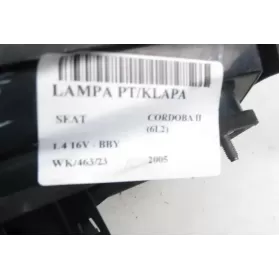 LAMPA PT/KLAPA
SEAT CORDOBA II
(6L2)
1.4 16V - BBY
WK/463/23 2005